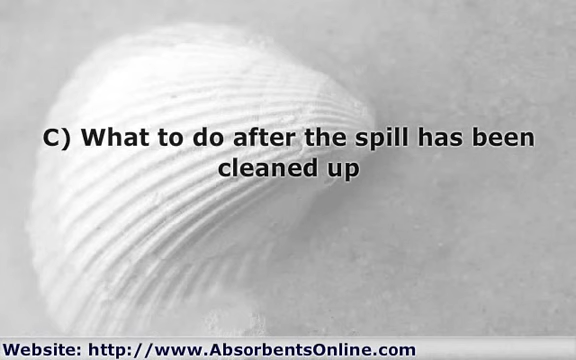 C) What to do after the spill has been
cleaned up
Website: http://www.AbsorbentsOnline.com